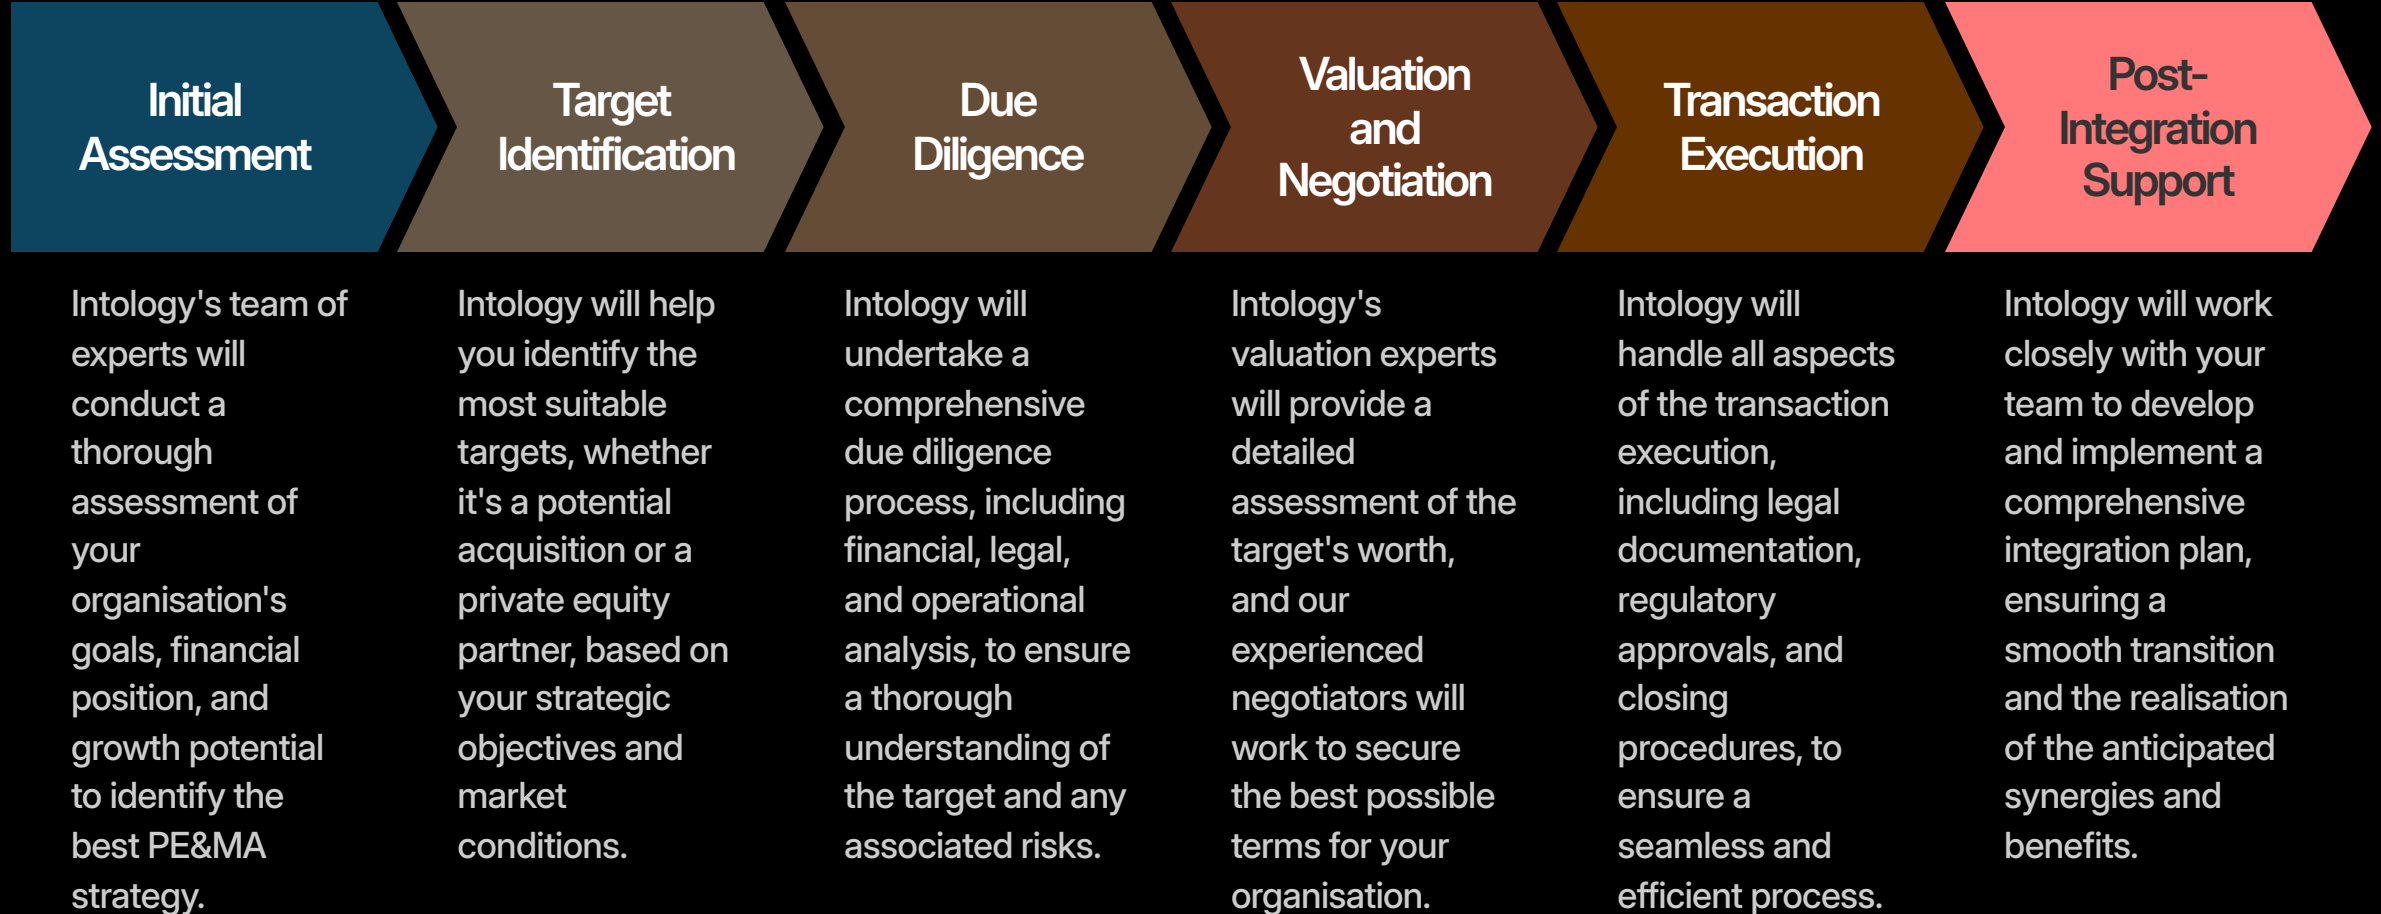 Initial
Assessment
Intology's team of
experts will
conduct a
thorough
assessment of
your
organisation's
goals, financial
position, and
growth potential
to identify the
best PE&MA
strategy.
Target
Identification
Intology will help
you identify the
most suitable
targets, whether
it's a potential
acquisition or a
private equity
partner, based on
your strategic
objectives and
market
conditions.
Due
Diligence
Intology will
undertake a
comprehensive
due diligence
process, including
financial, legal,
and operational
analysis, to ensure
a thorough
understanding of
the target and any
associated risks.
Valuation
and
Negotiation
Intology's
valuation experts
will provide a
detailed
assessment of the
target's worth,
and our
experienced
negotiators will
work to secure
the best possible
terms for your
organisation.
Transaction
Execution
Intology will
handle all aspects
of the transaction
execution,
including legal
documentation,
regulatory
approvals, and
closing
procedures, to
ensure a
seamless and
efficient process.
Post-
Integration
Support
Intology will work
closely with your
team to develop
and implement a
comprehensive
integration plan,
ensuring a
smooth transition
and the realisation
of the anticipated
synergies and
benefits.